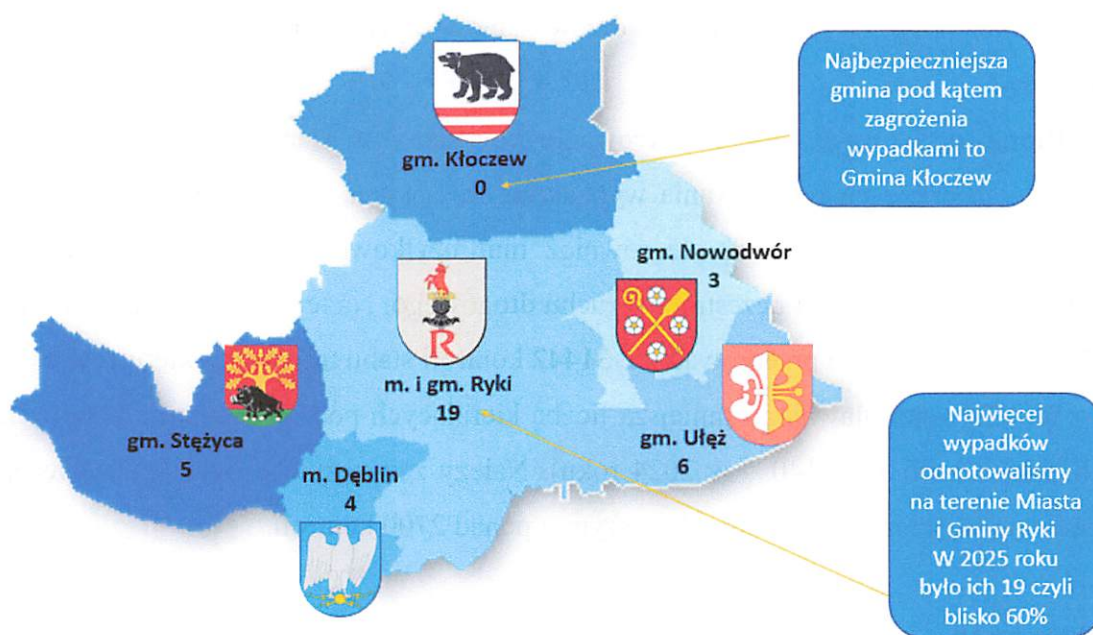 Najbezpieczniejsza
gmina pod kątem
zagrożenia
wypadkami to
Gmina Kłoczew
gm. Kłoczew
0
gm. Nowodwór
3
R
m. i gm. Ryki
19
gm. Stężyca
5
m. Dęblin
4
gm. Ułęż
6
Najwięcej
wypadków
odnotowaliśmy
na terenie Miasta
i Gminy Ryki
W 2025 roku
było ich 19 czyli
blisko 60%